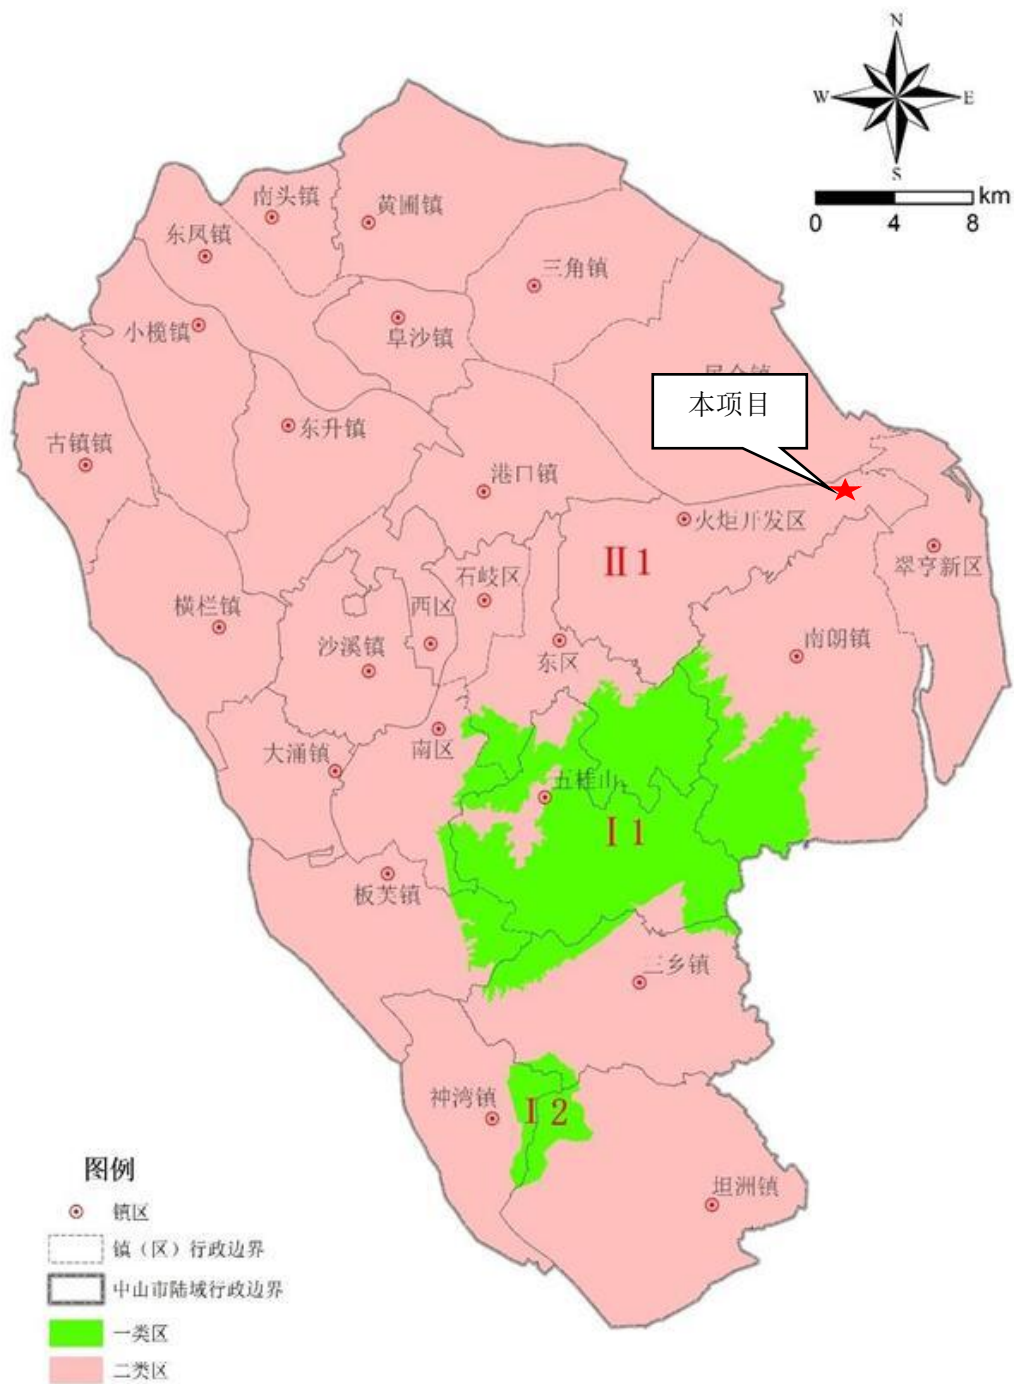 N
W
E
S
km
0
4
8
南头镇
黄圃镇
东凤镇
三角镇
小榄镇
阜沙镇
本项目
东升镇
古镇镇
港口镇
火炬开发区
II 1
翠亨新区
石岐区
横栏镇
西区
沙溪镇
东区
南朗镇
南区
大涌镇
五桂山
I 1
板芙镇
三乡镇
神湾镇
I 2
坦洲镇
图例
镇区
镇（区）行政边界
中山市陆域行政边界
一类区
二类区